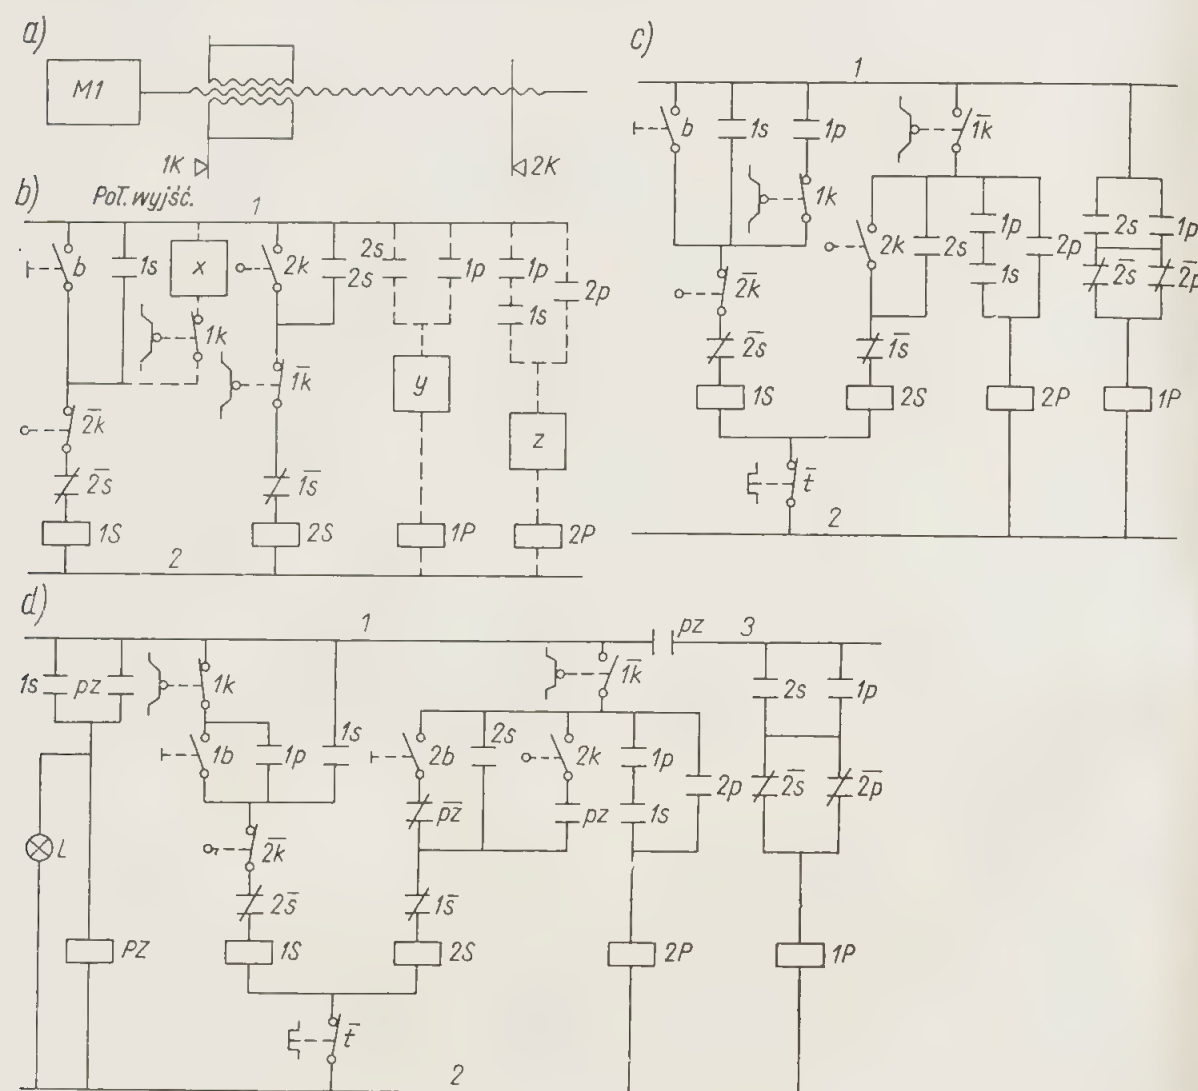 a)
M1
1K 2K
Poł. wyjść.
b)
1
b 1s x 2k 2s 2s 1p 1p 2p
1s
1k
1k̅
y
z
2k̅
2s̅ 1s̅
1S 2S 1P 2P
2
c)
1
b 1s 1p 1k̅
1k 2k 2s 1p 2p 2s 1p
1s
2k̅ 2s̅ 2p̅
2s̅ 1s̅
1S 2S 2P 1P
t̅
2
d)
1 pz 3
1s pz 1k 1k̅ 2s 1p
1b 1p 1s 2b 2s 2k 1p 2p 2s̅ 2p̅
p̅z̅ pz 1s
L 2k̅
2s̅ 1s̅
PZ 1S 2S 2P 1P
t̅
2